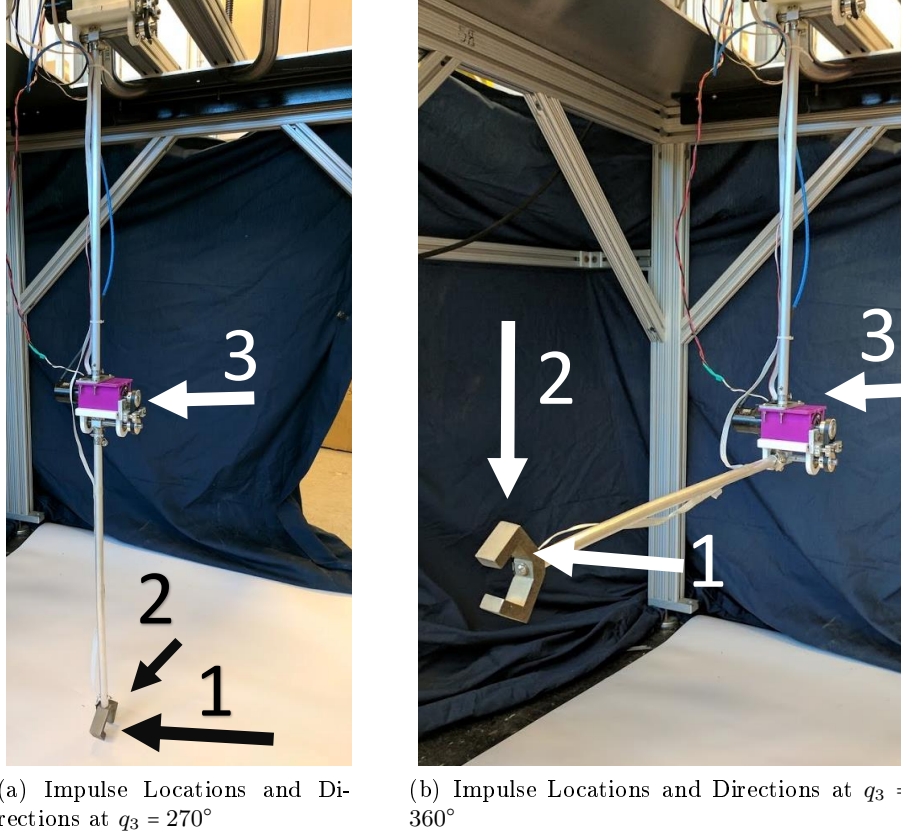 58
3
2
1
3
2
1
(a) Impulse Locations and Di-
rections at q₃ = 270°
(b) Impulse Locations and Directions at q₃ =
360°